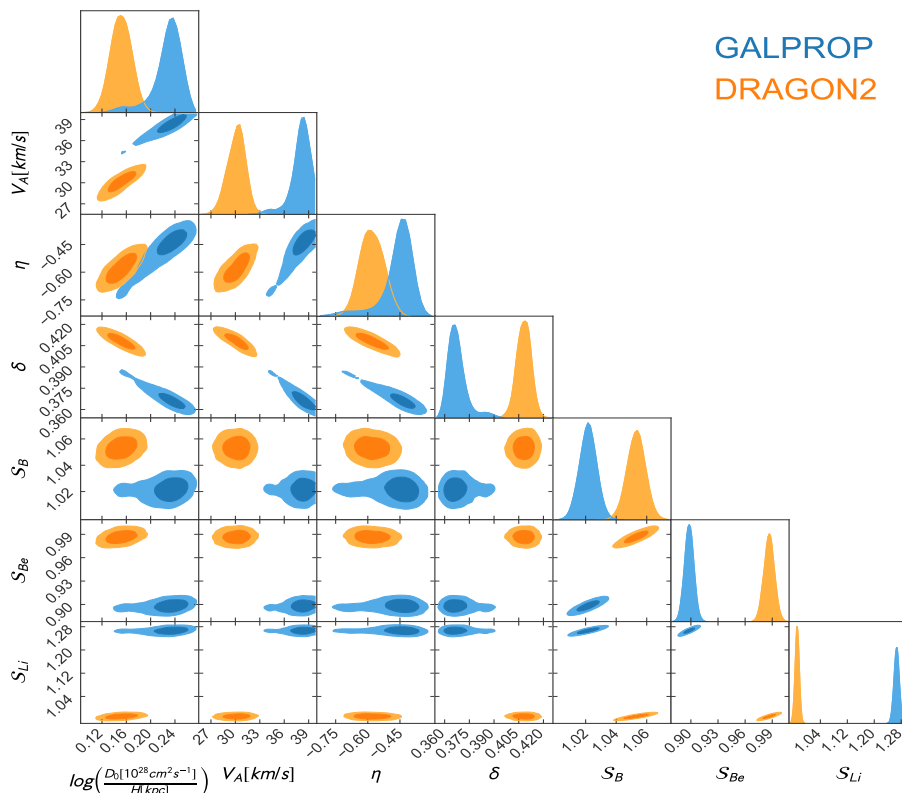 GALPROP
DRAGON2
39
36
33
30
27
V_A[km/s]
−0.45
−0.60
−0.75
η
0.420
0.405
0.390
0.375
0.360
δ
1.06
1.04
1.02
S_B
0.99
0.96
0.93
0.90
S_Be
1.28
1.20
1.12
1.04
S_Li
0.12 0.16 0.20 0.24
27 30 33 36 39
−0.75 −0.60 −0.45
0.360 0.375 0.390 0.405 0.420
1.02 1.04 1.06
0.90 0.93 0.96 0.99
1.04 1.12 1.20 1.28
log(D₀[10²⁸cm²s⁻¹]/H[kpc]) V_A[km/s] η δ S_B S_Be S_Li